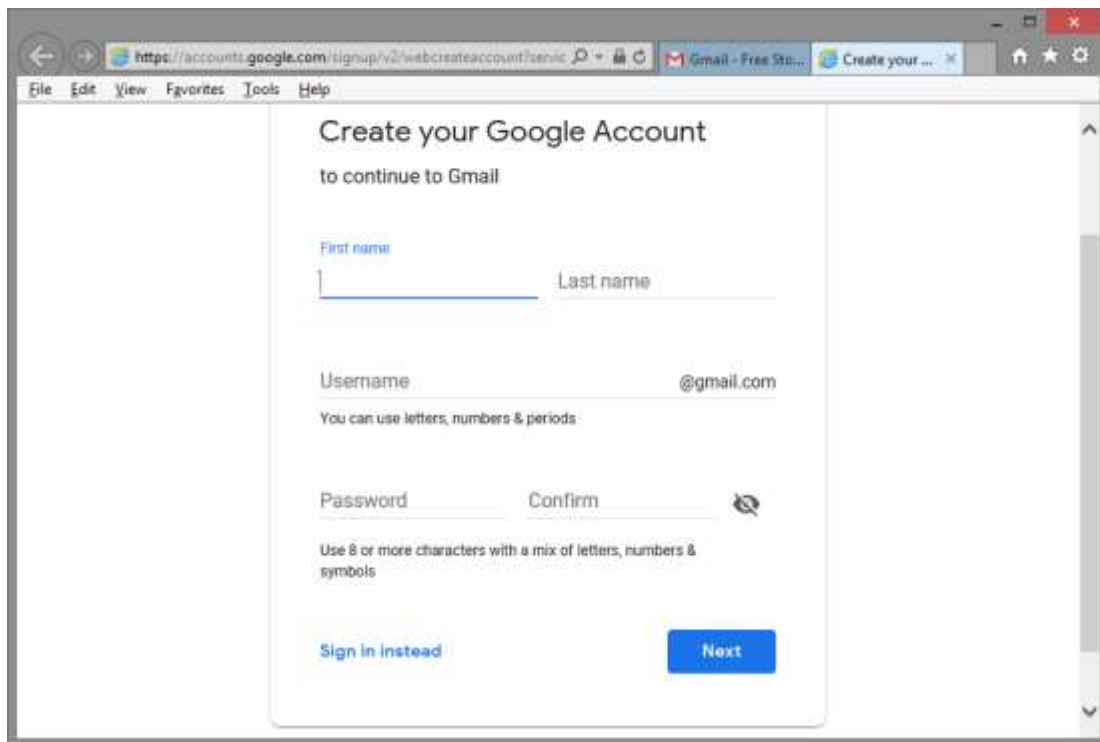 https://accounts.google.com/signup/v2/webcreateaccount?servic
Gmail - Free Sto...
Create your ...
File Edit View Favorites Tools Help
Create your Google Account
to continue to Gmail
First name
Last name
Username @gmail.com
You can use letters, numbers & periods
Password Confirm
Use 8 or more characters with a mix of letters, numbers &
symbols
Sign in instead Next